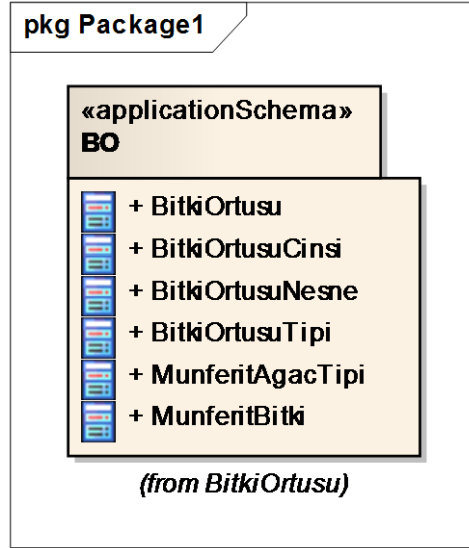 pkg Package1
«applicationSchema»
BO
+ BitkiOrtusu
+ BitkiOrtusuCinsi
+ BitkiOrtusuNesne
+ BitkiOrtusuTipi
+ MunferitAgacTipi
+ MunferitBitki
(from BitkiOrtusu)